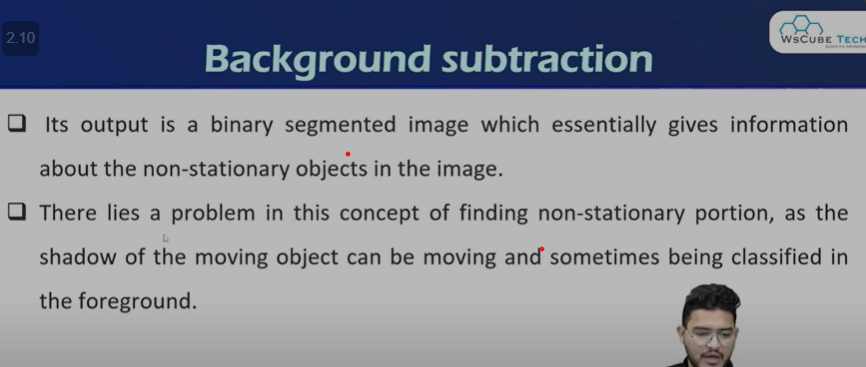 2.10
WsCube Tech
Background subtraction
❑ Its output is a binary segmented image which essentially gives information
about the non-stationary objects in the image.
❑ There lies a problem in this concept of finding non-stationary portion, as the
shadow of the moving object can be moving and sometimes being classified in
the foreground.